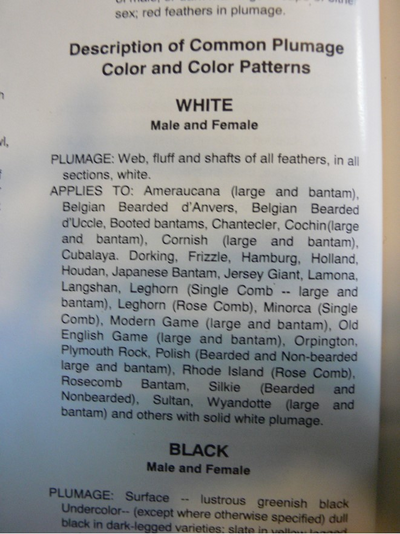 sex; red feathers in plumage.
Description of Common Plumage
Color and Color Patterns
WHITE
Male and Female
PLUMAGE: Web, fluff and shafts of all feathers, in all
sections, white.
APPLIES TO: Ameraucana (large and bantam),
Belgian Bearded d'Anvers, Belgian Bearded
d'Uccle, Booted bantams, Chantecler, Cochin(large
and bantam), Cornish (large and bantam),
Cubalaya. Dorking, Frizzle, Hamburg, Holland,
Houdan, Japanese Bantam, Jersey Giant, Lamona,
Langshan, Leghorn (Single Comb -- large and
bantam), Leghorn (Rose Comb), Minorca (Single
Comb), Modern Game (large and bantam), Old
English Game (large and bantam), Orpington,
Plymouth Rock, Polish (Bearded and Non-bearded
large and bantam), Rhode Island (Rose Comb),
Rosecomb Bantam, Silkie (Bearded and
Nonbearded), Sultan, Wyandotte (large and
bantam) and others with solid white plumage.
BLACK
Male and Female
PLUMAGE: Surface -- lustrous greenish black
Undercolor-- (except where otherwise specified) dull
black in dark-legged varieties; slate in yellow-legged